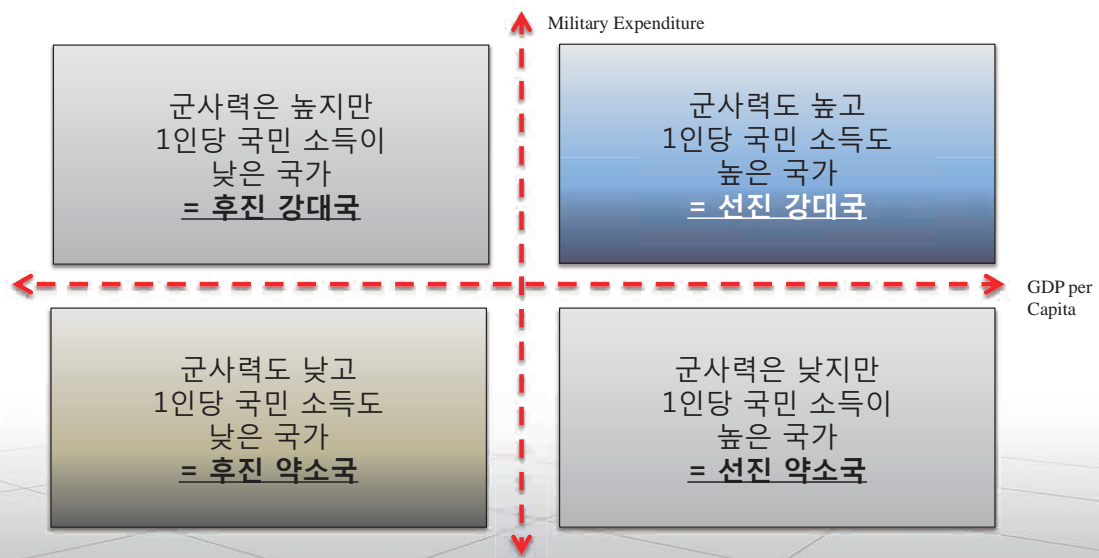 Military Expenditure
군사력은 높지만
1인당 국민 소득이
낮은 국가
= 후진 강대국
군사력도 높고
1인당 국민 소득도
높은 국가
= 선진 강대국
GDP per
Capita
군사력도 낮고
1인당 국민 소득도
낮은 국가
= 후진 약소국
군사력은 낮지만
1인당 국민 소득이
높은 국가
= 선진 약소국